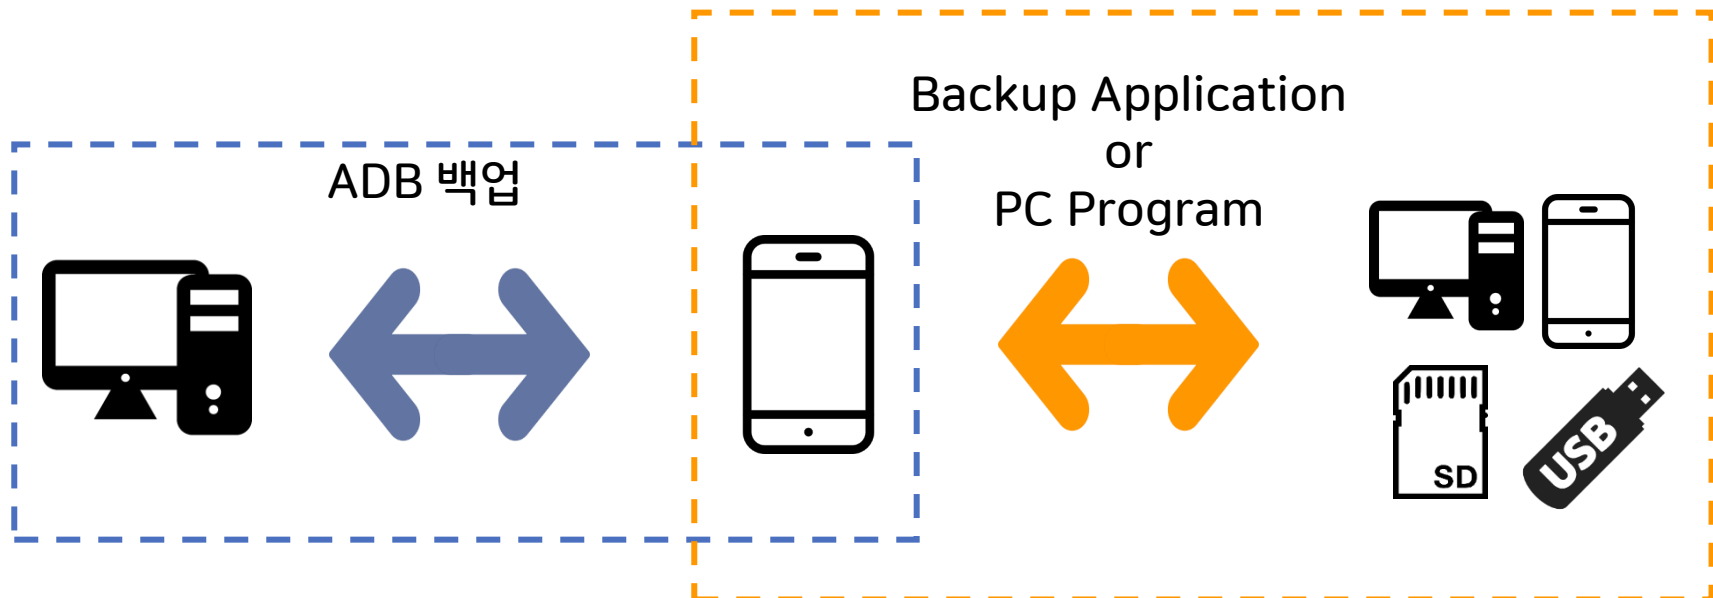 Backup Application
or
PC Program
ADB 백업
SD
USB